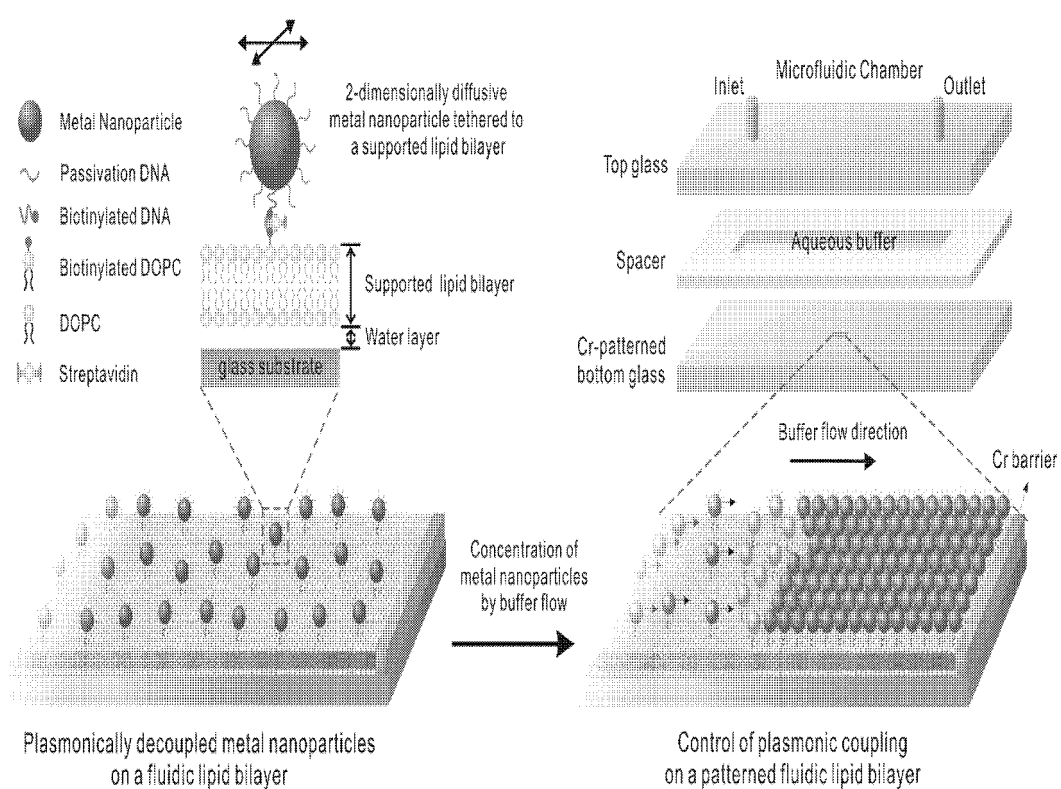 Metal Nanoparticle
Passivation DNA
Biotinylated DNA
Biotinylated DOPC
DOPC
Streptavidin
2-dimensionally diffusive
metal nanoparticle tethered to
a supported lipid bilayer
Supported lipid bilayer
Water layer
glass substrate
Microfluidic Chamber
Inlet
Outlet
Top glass
Aqueous buffer
Spacer
Cr-patterned
bottom glass
Buffer flow direction
Cr barrier
Concentration of
metal nanoparticles
by buffer flow
Plasmonically decoupled metal nanoparticles
on a fluidic lipid bilayer
Control of plasmonic coupling
on a patterned fluidic lipid bilayer